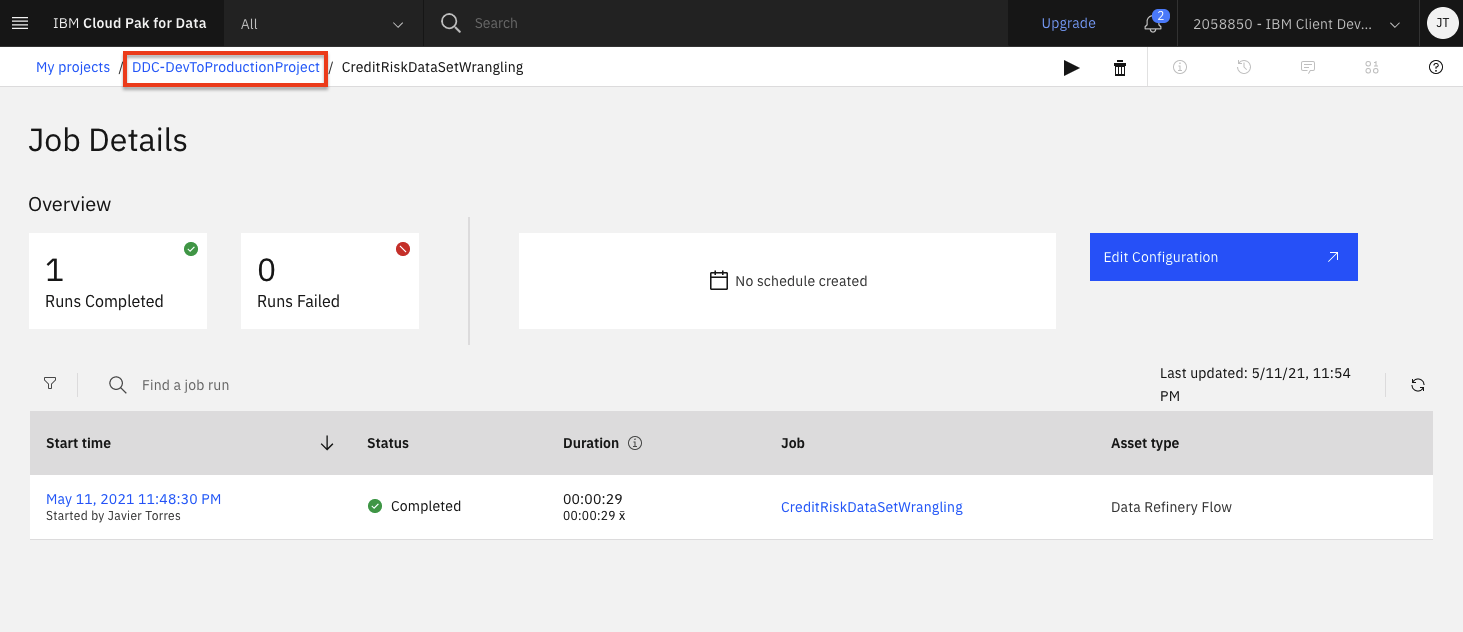 IBM Cloud Pak for Data
All
Search
Upgrade
2
2058850 - IBM Client Dev...
JT
My projects / DDC-DevToProductionProject / CreditRiskDataSetWrangling
Job Details
Overview
1
Runs Completed
0
Runs Failed
No schedule created
Edit Configuration
Find a job run
Last updated: 5/11/21, 11:54
PM
Start time Status Duration Job Asset type
May 11, 2021 11:48:30 PM
Started by Javier Torres
Completed
00:00:29
00:00:29 x̄
CreditRiskDataSetWrangling
Data Refinery Flow